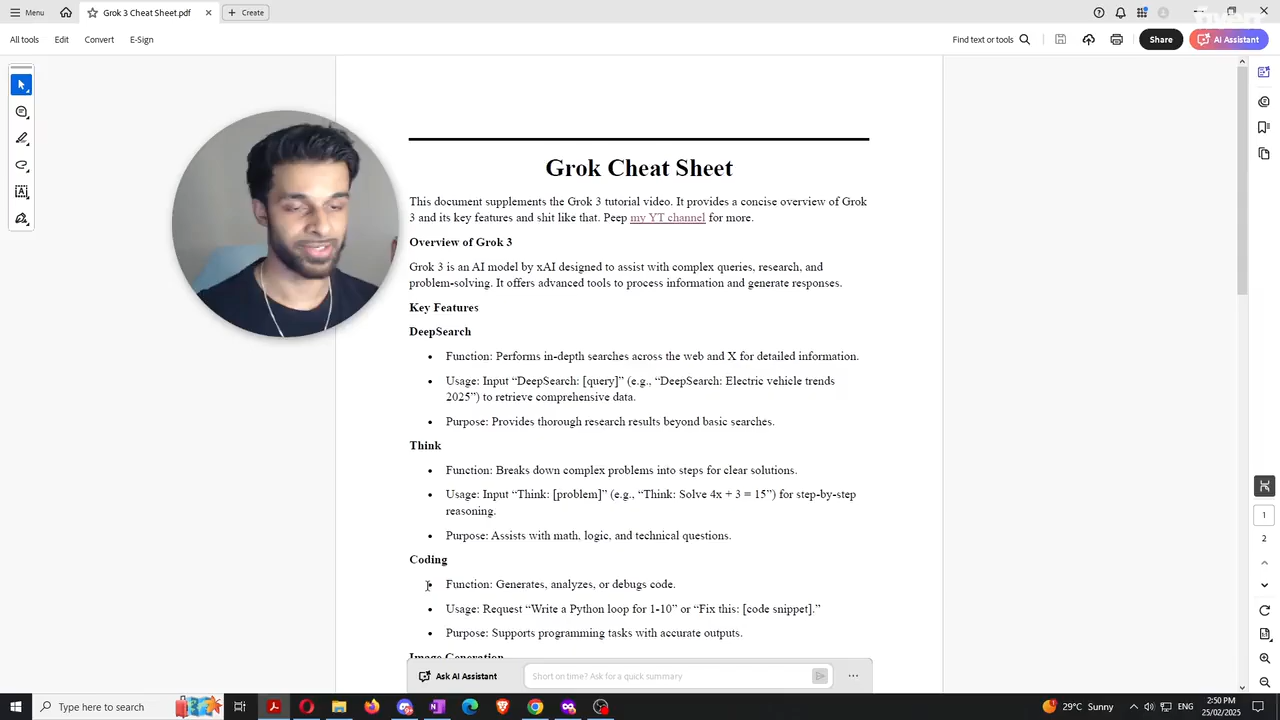 Menu
Grok 3 Cheat Sheet.pdf
Create
All tools
Edit
Convert
E-Sign
Find text or tools
Share
AI Assistant
Grok Cheat Sheet
This document supplements the Grok 3 tutorial video. It provides a concise overview of Grok
3 and its key features and shit like that. Peep my YT channel for more.
Overview of Grok 3
Grok 3 is an AI model by xAI designed to assist with complex queries, research, and
problem-solving. It offers advanced tools to process information and generate responses.
Key Features
DeepSearch
• Function: Performs in-depth searches across the web and X for detailed information.
• Usage: Input “DeepSearch: [query]” (e.g., “DeepSearch: Electric vehicle trends
2025”) to retrieve comprehensive data.
• Purpose: Provides thorough research results beyond basic searches.
Think
• Function: Breaks down complex problems into steps for clear solutions.
• Usage: Input “Think: [problem]” (e.g., “Think: Solve 4x + 3 = 15”) for step-by-step
reasoning.
• Purpose: Assists with math, logic, and technical questions.
Coding
• Function: Generates, analyzes, or debugs code.
• Usage: Request “Write a Python loop for 1-10” or “Fix this: [code snippet].”
• Purpose: Supports programming tasks with accurate outputs.
Image Generation
Ask AI Assistant
Short on time? Ask for a quick summary
1
2
Type here to search
29°C Sunny
ENG
2:50 PM
25/02/2025